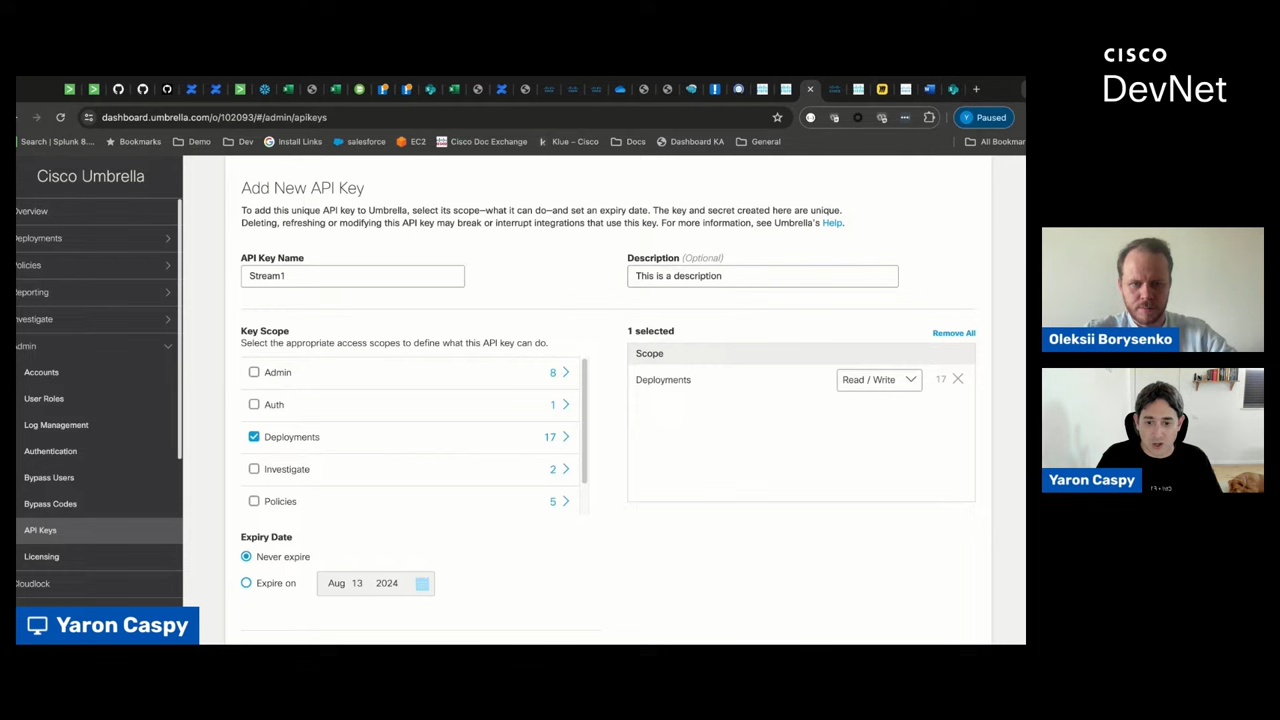 CISCO
DevNet
dashboard.umbrella.com/o/102093/#/admin/apikeys
Paused
Search | Splunk 8....
Bookmarks
Demo
Dev
Install Links
salesforce
EC2
Cisco Doc Exchange
Klue – Cisco
Docs
Dashboard KA
General
All Bookmar
Cisco Umbrella
Overview
Deployments
Policies
Reporting
Investigate
Admin
Accounts
User Roles
Log Management
Authentication
Bypass Users
Bypass Codes
API Keys
Licensing
Cloudlock
Add New API Key
To add this unique API key to Umbrella, select its scope—what it can do—and set an expiry date. The key and secret created here are unique.
Deleting, refreshing or modifying this API key may break or interrupt integrations that use this key. For more information, see Umbrella's Help.
API Key Name
Stream1
Description (Optional)
This is a description
Key Scope
Select the appropriate access scopes to define what this API key can do.
Admin 8
Auth 1
Deployments 17
Investigate 2
Policies 5
1 selected
Remove All
Scope
Deployments Read / Write 17
Expiry Date
Never expire
Expire on Aug 13 2024
Yaron Caspy
Oleksii Borysenko
Yaron Caspy